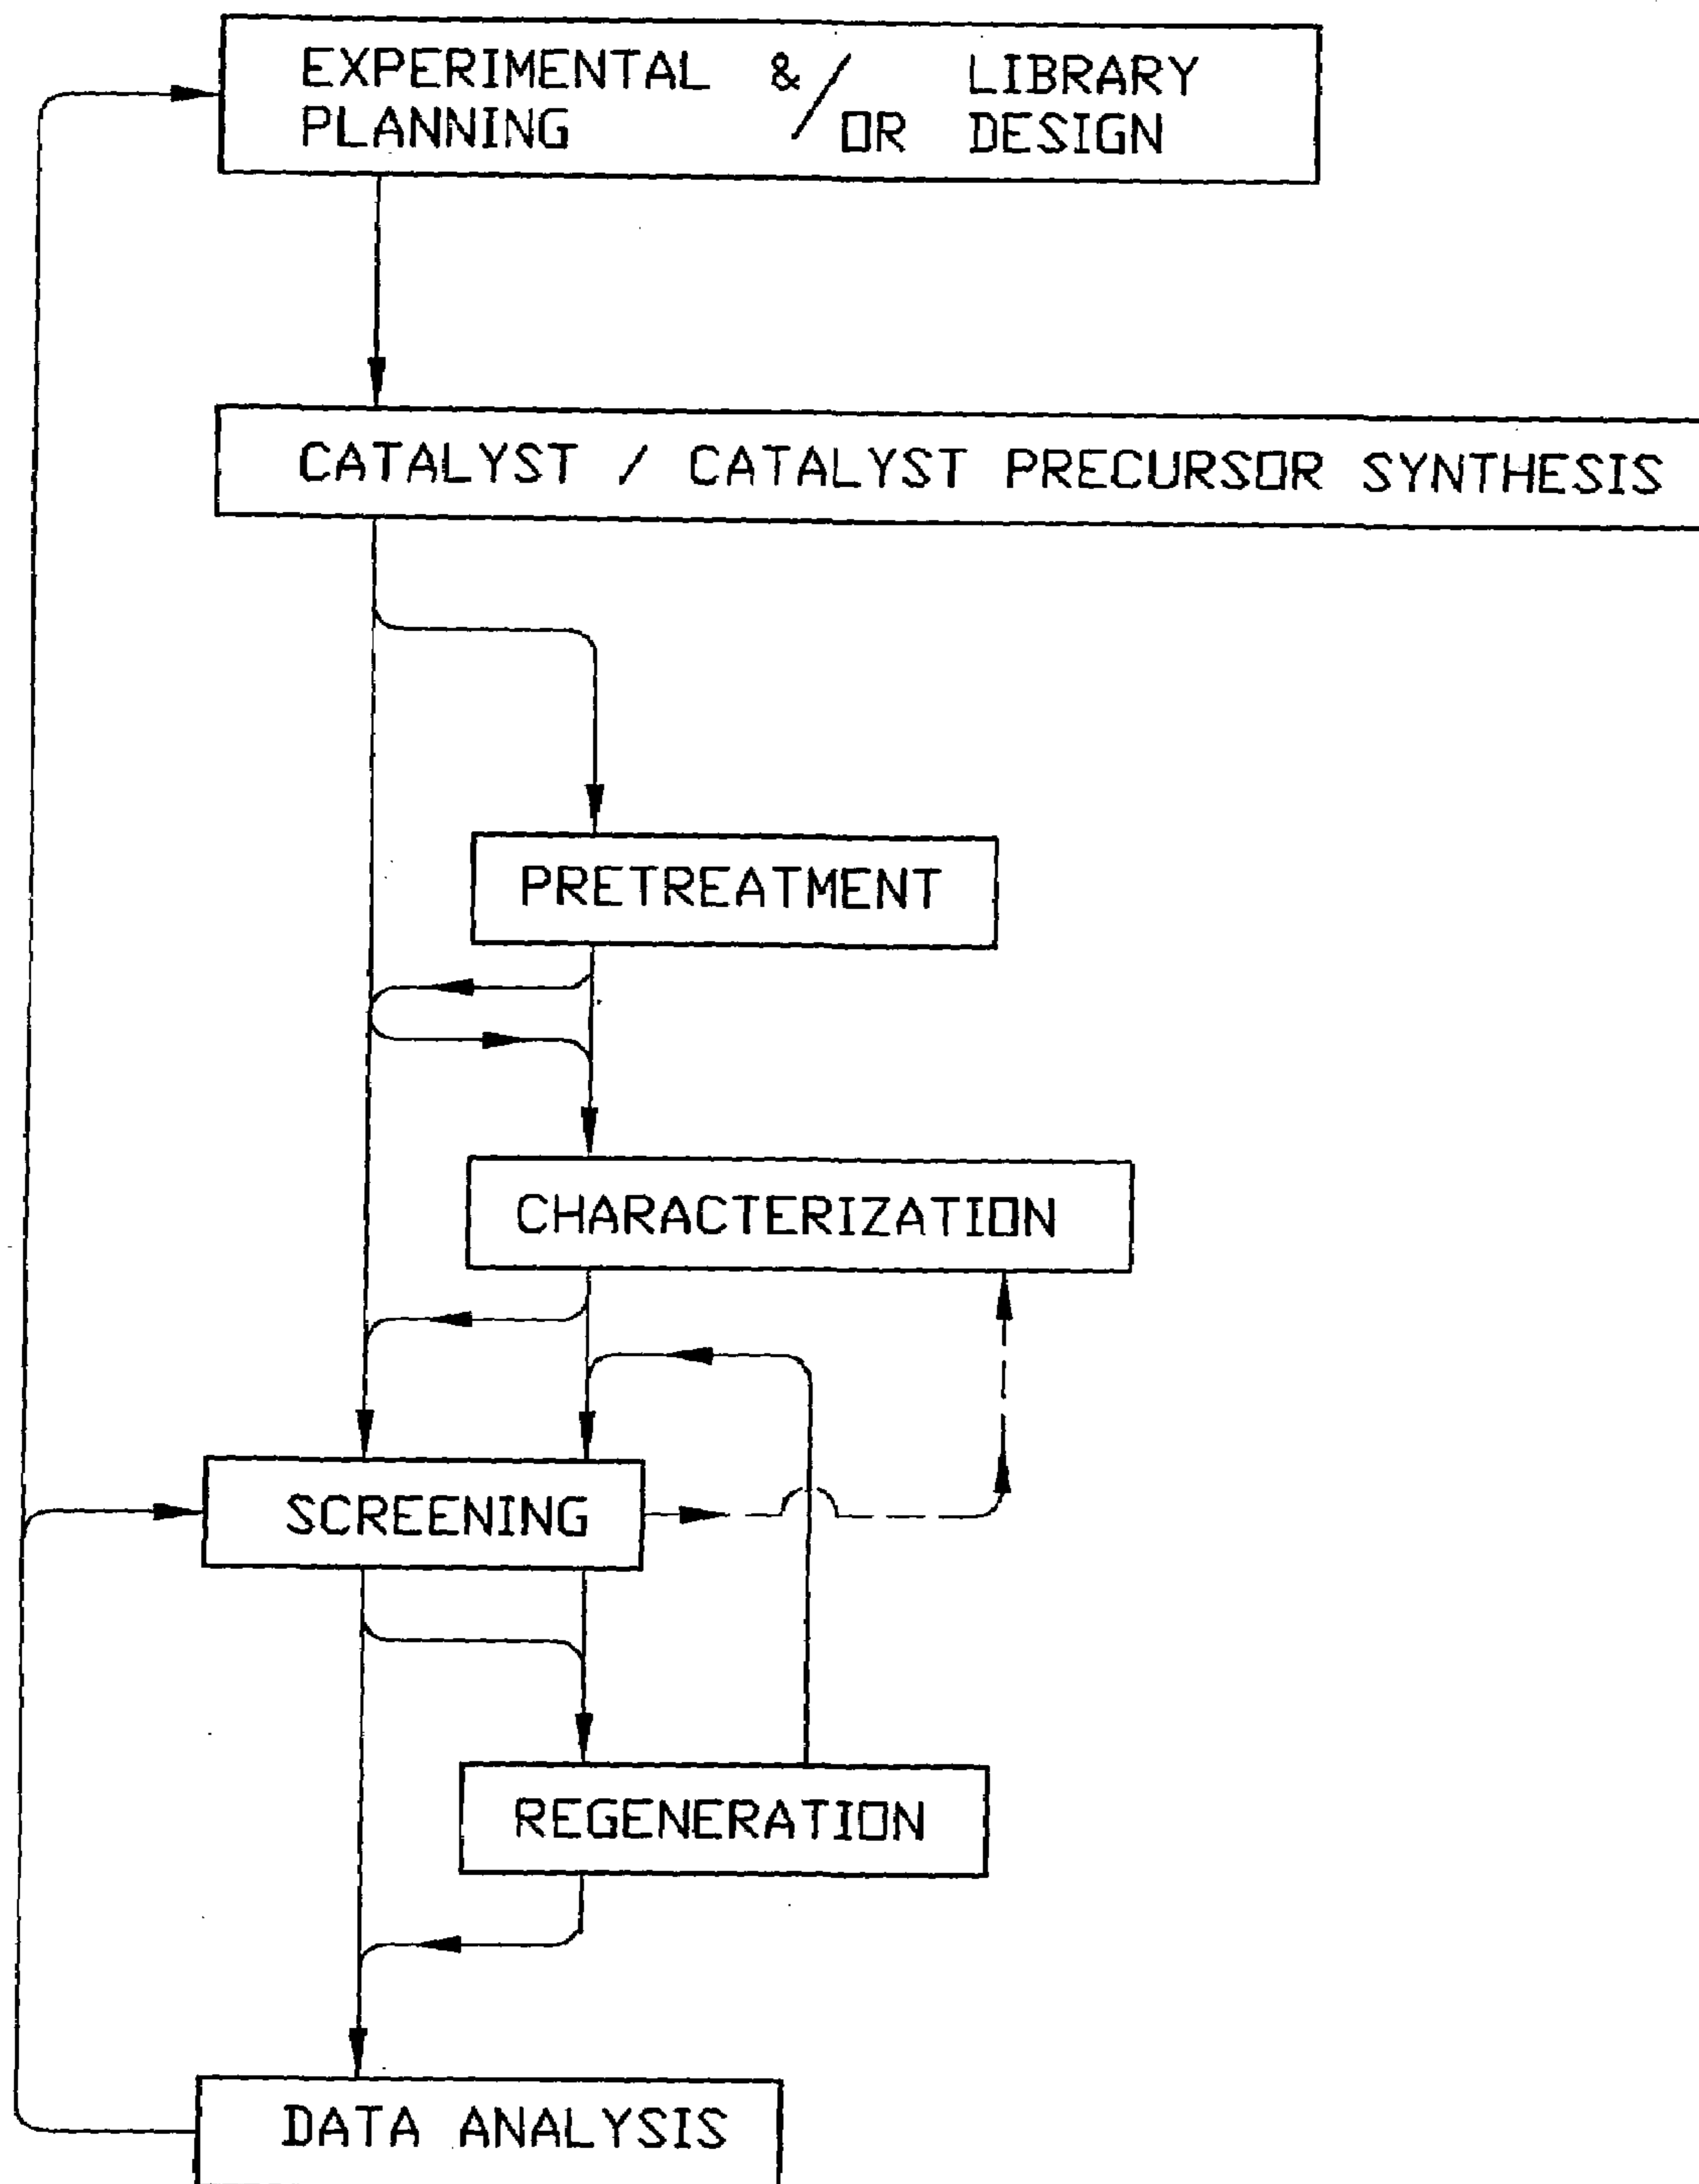 EXPERIMENTAL &/ LIBRARY
PLANNING /OR DESIGN
CATALYST / CATALYST PRECURSOR SYNTHESIS
PRETREATMENT
CHARACTERIZATION
SCREENING
REGENERATION
DATA ANALYSIS